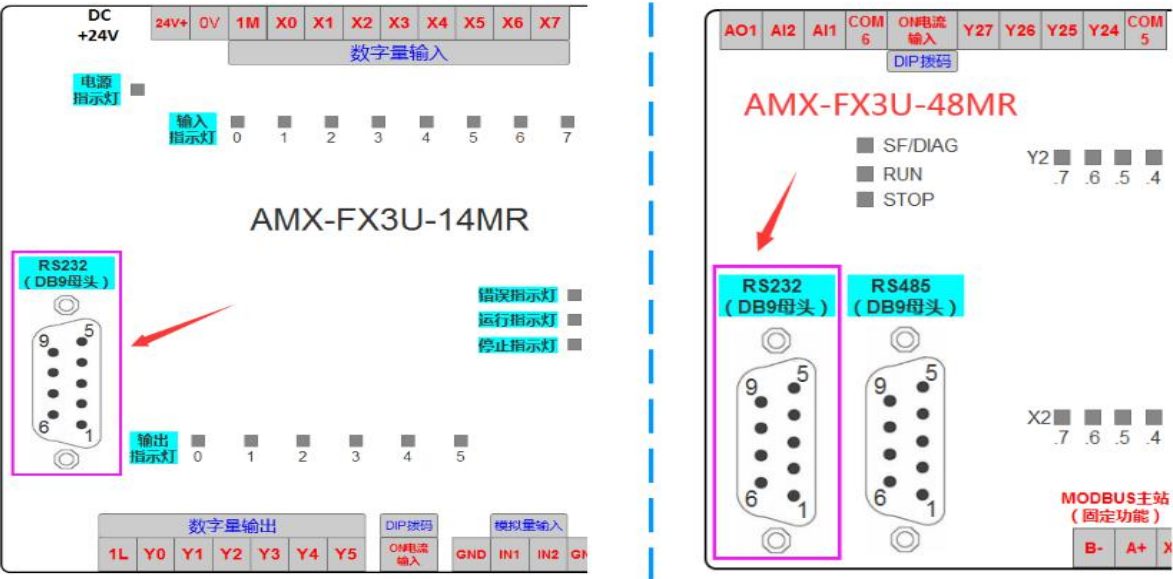 DC
+24V
24V+ 0V 1M X0 X1 X2 X3 X4 X5 X6 X7
数字量输入
电源
指示灯
输入
指示灯
0 1 2 3 4 5 6 7
AMX-FX3U-14MR
RS232
（DB9母头）
9 5
6 1
错误指示灯
运行指示灯
停止指示灯
输出
指示灯
0 1 2 3 4 5
数字量输出
DIP拨码
模拟量输入
1L Y0 Y1 Y2 Y3 Y4 Y5
ON电流
输入
GND IN1 IN2
AO1 AI2 AI1
COM
6
ON电流
输入
Y27 Y26 Y25 Y24
COM
5
DIP拨码
AMX-FX3U-48MR
SF/DIAG
RUN
STOP
Y2
.7 .6 .5 .4
RS232
（DB9母头）
RS485
（DB9母头）
9 5
6 1
9 5
6 1
X2
.7 .6 .5 .4
MODBUS主站
（固定功能）
B- A+